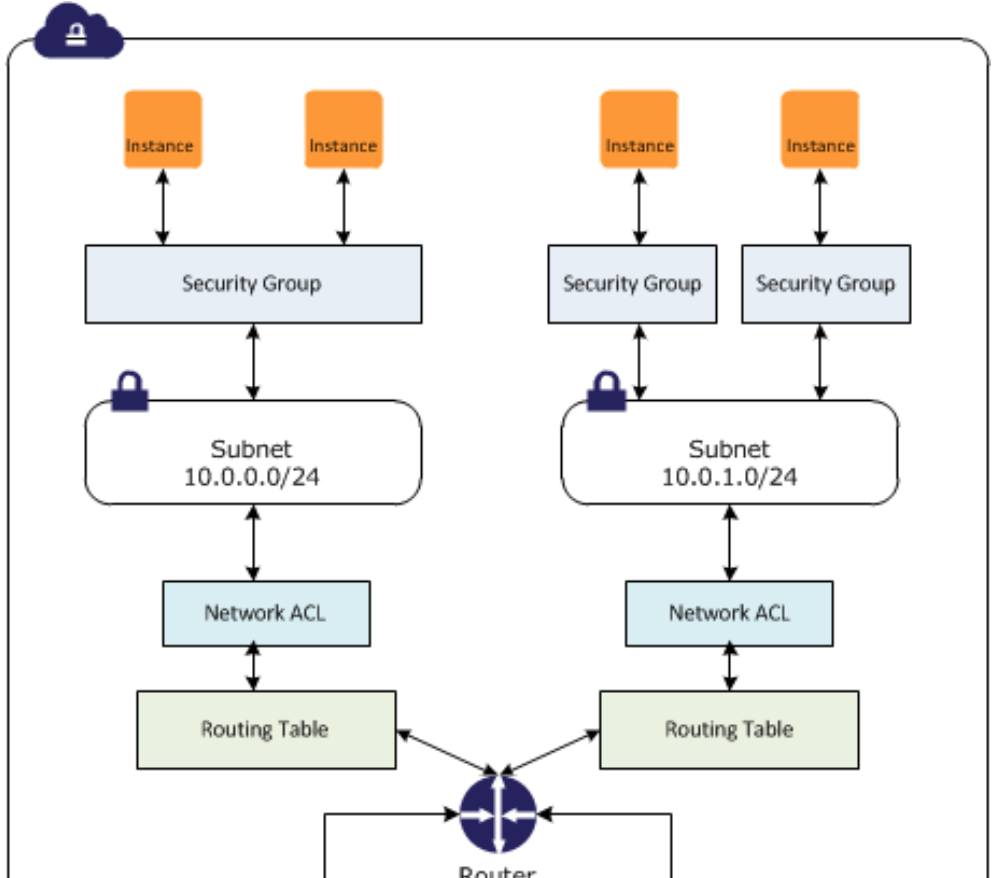 Instance
Instance
Instance
Instance
Security Group
Security Group
Security Group
Subnet
10.0.0.0/24
Subnet
10.0.1.0/24
Network ACL
Network ACL
Routing Table
Routing Table
Router